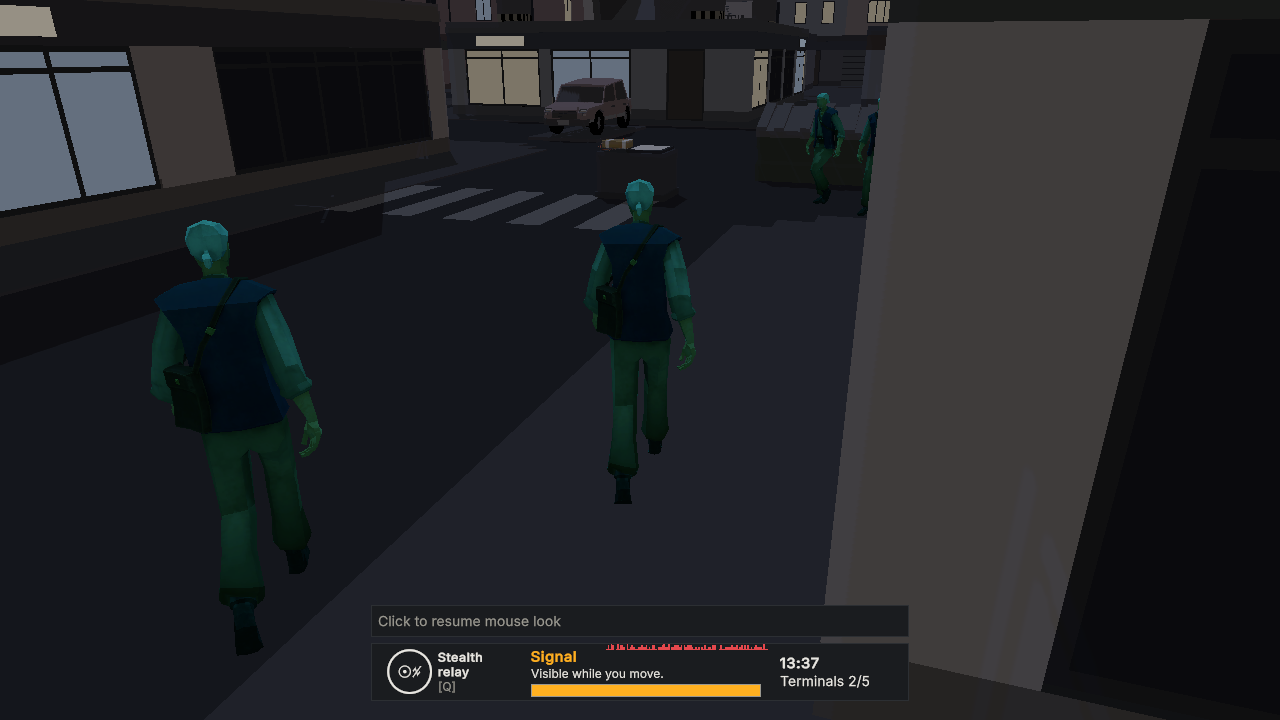 Click to resume mouse look
Stealth
relay
[Q]
Signal
Visible while you move.
13:37
Terminals 2/5